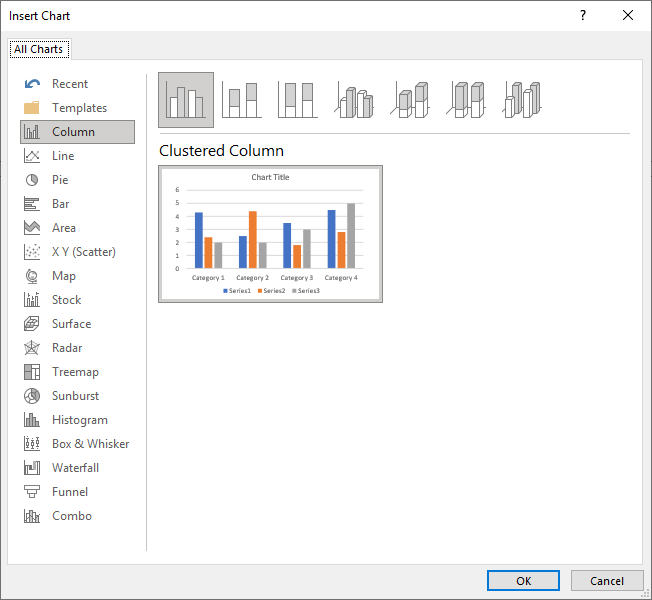 Insert Chart
?
All Charts
Recent
Templates
Column
Line
Pie
Bar
Area
X Y (Scatter)
Map
Stock
Surface
Radar
Treemap
Sunburst
Histogram
Box & Whisker
Waterfall
Funnel
Combo
Clustered Column
Chart Title
6
5
4
3
2
1
0
Category 1 Category 2 Category 3 Category 4
Series1 Series2 Series3
OK Cancel